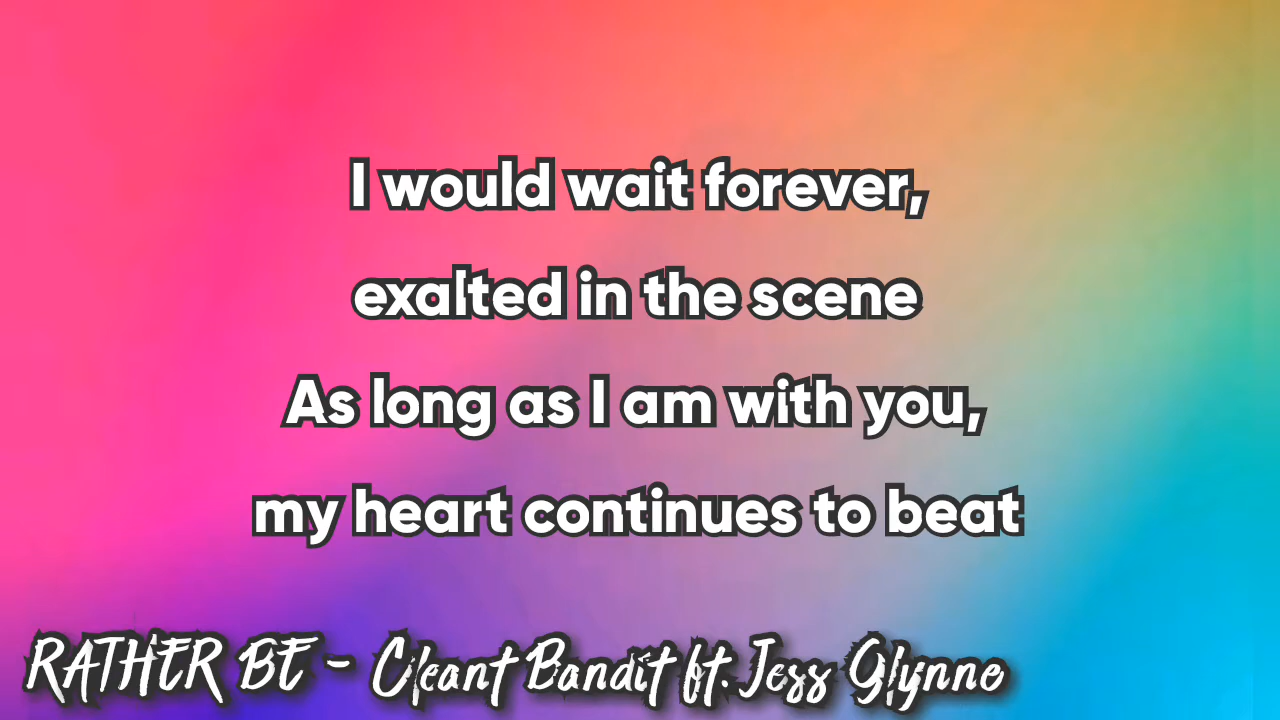 I would wait forever,
exalted in the scene
As long as I am with you,
my heart continues to beat
RATHER BE - Cleant Bandit ft. Jess Glynne